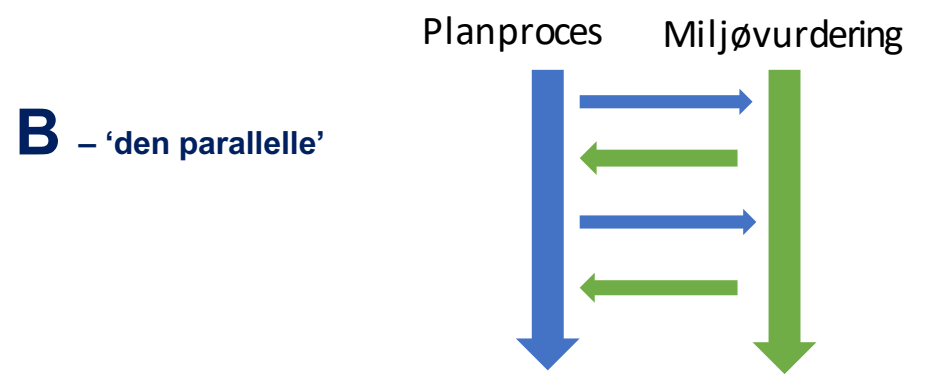 Planproces Miljøvurdering
B – ‘den parallelle’